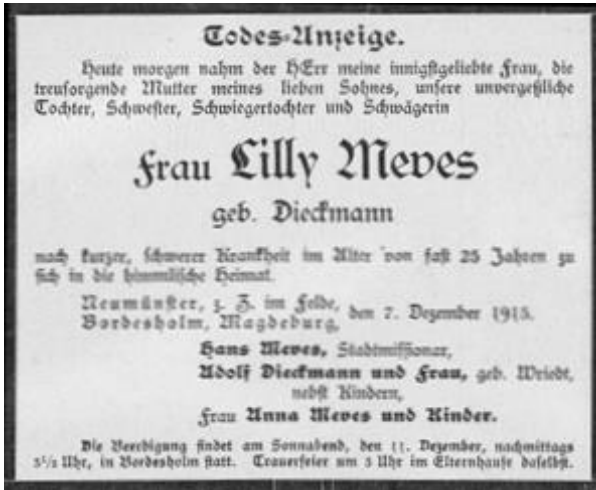 Todes-Anzeige.
Heute morgen nahm der HErr meine innigstgeliebte Frau, die
treusorgende Mutter meines lieben Sohnes, unsere unvergeßliche
Tochter, Schwester, Schwiegertochter und Schwägerin
Frau Lilly Meves
geb. Dieckmann
nach kurzer, schwerer Krankheit im Alter von fast 25 Jahren zu
sich in die himmlische Heimat.
Neumünster, z. Z. im Felde,
Bordesholm, Magdeburg,
den 7. Dezember 1915.
Hans Meves, Stadtmissionar,
Adolf Dieckmann und Frau, geb. Wriedt,
nebst Kindern,
Frau Anna Meves und Kinder.
Die Beerdigung findet am Sonnabend, den 11. Dezember, nachmittags
3½ Uhr, in Bordesholm statt. Trauerfeier um 3 Uhr im Elternhause daselbst.